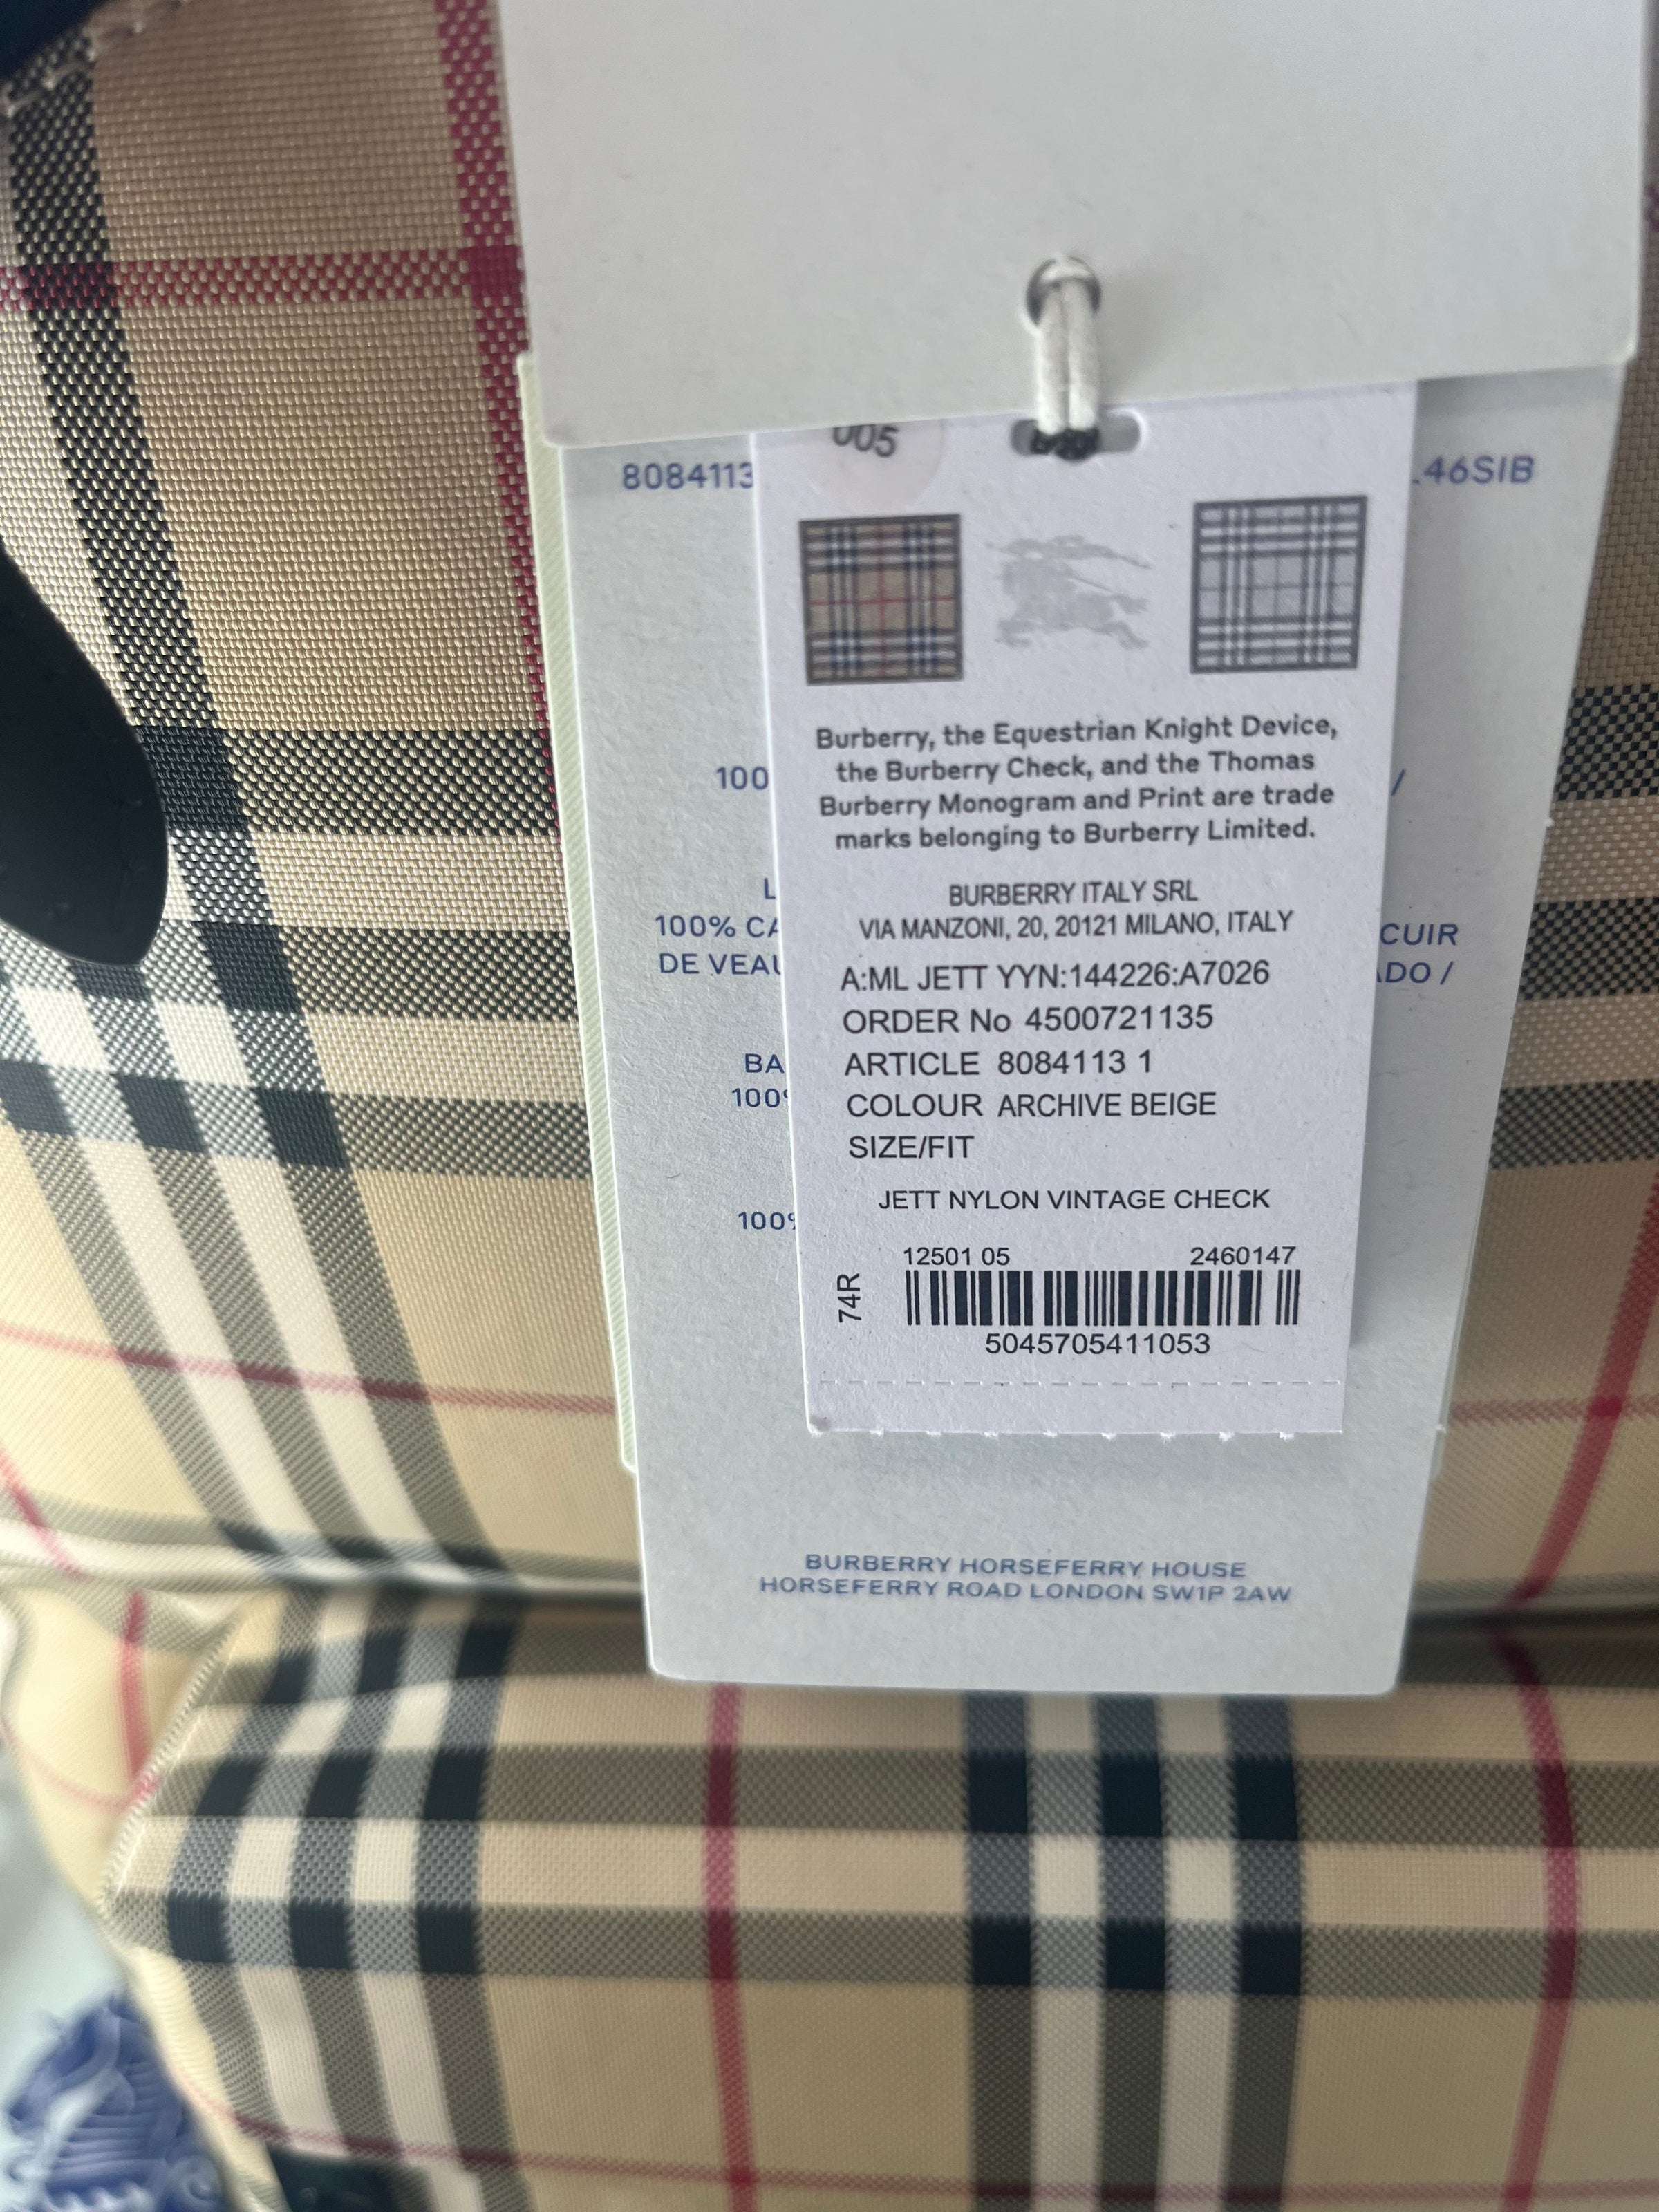 005
8084113
.46SIB
Burberry, the Equestrian Knight Device,
the Burberry Check, and the Thomas
Burberry Monogram and Print are trade
marks belonging to Burberry Limited.
100
/
BURBERRY ITALY SRL
VIA MANZONI, 20, 20121 MILANO, ITALY
L
100% CA
CUIR
DE VEAU
DO /
A:ML JETT YYN:144226:A7026
ORDER No 4500721135
ARTICLE 8084113 1
COLOUR ARCHIVE BEIGE
SIZE/FIT
BA
100%
JETT NYLON VINTAGE CHECK
100%
12501 05 2460147
74R
5045705411053
BURBERRY HORSEFERRY HOUSE
HORSEFERRY ROAD LONDON SW1P 2AW